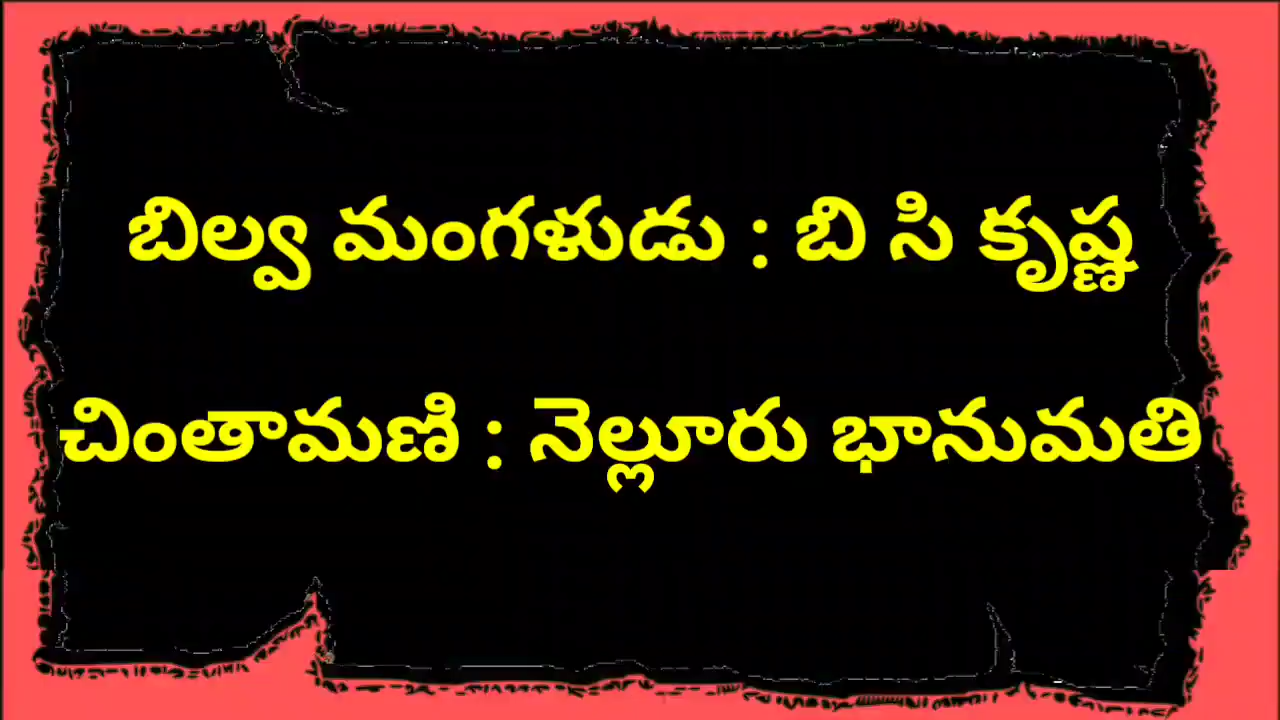 బిల్వ మంగళుడు : బి సి కృష్ణ
చింతామణి : నెల్లూరు భానుమతి